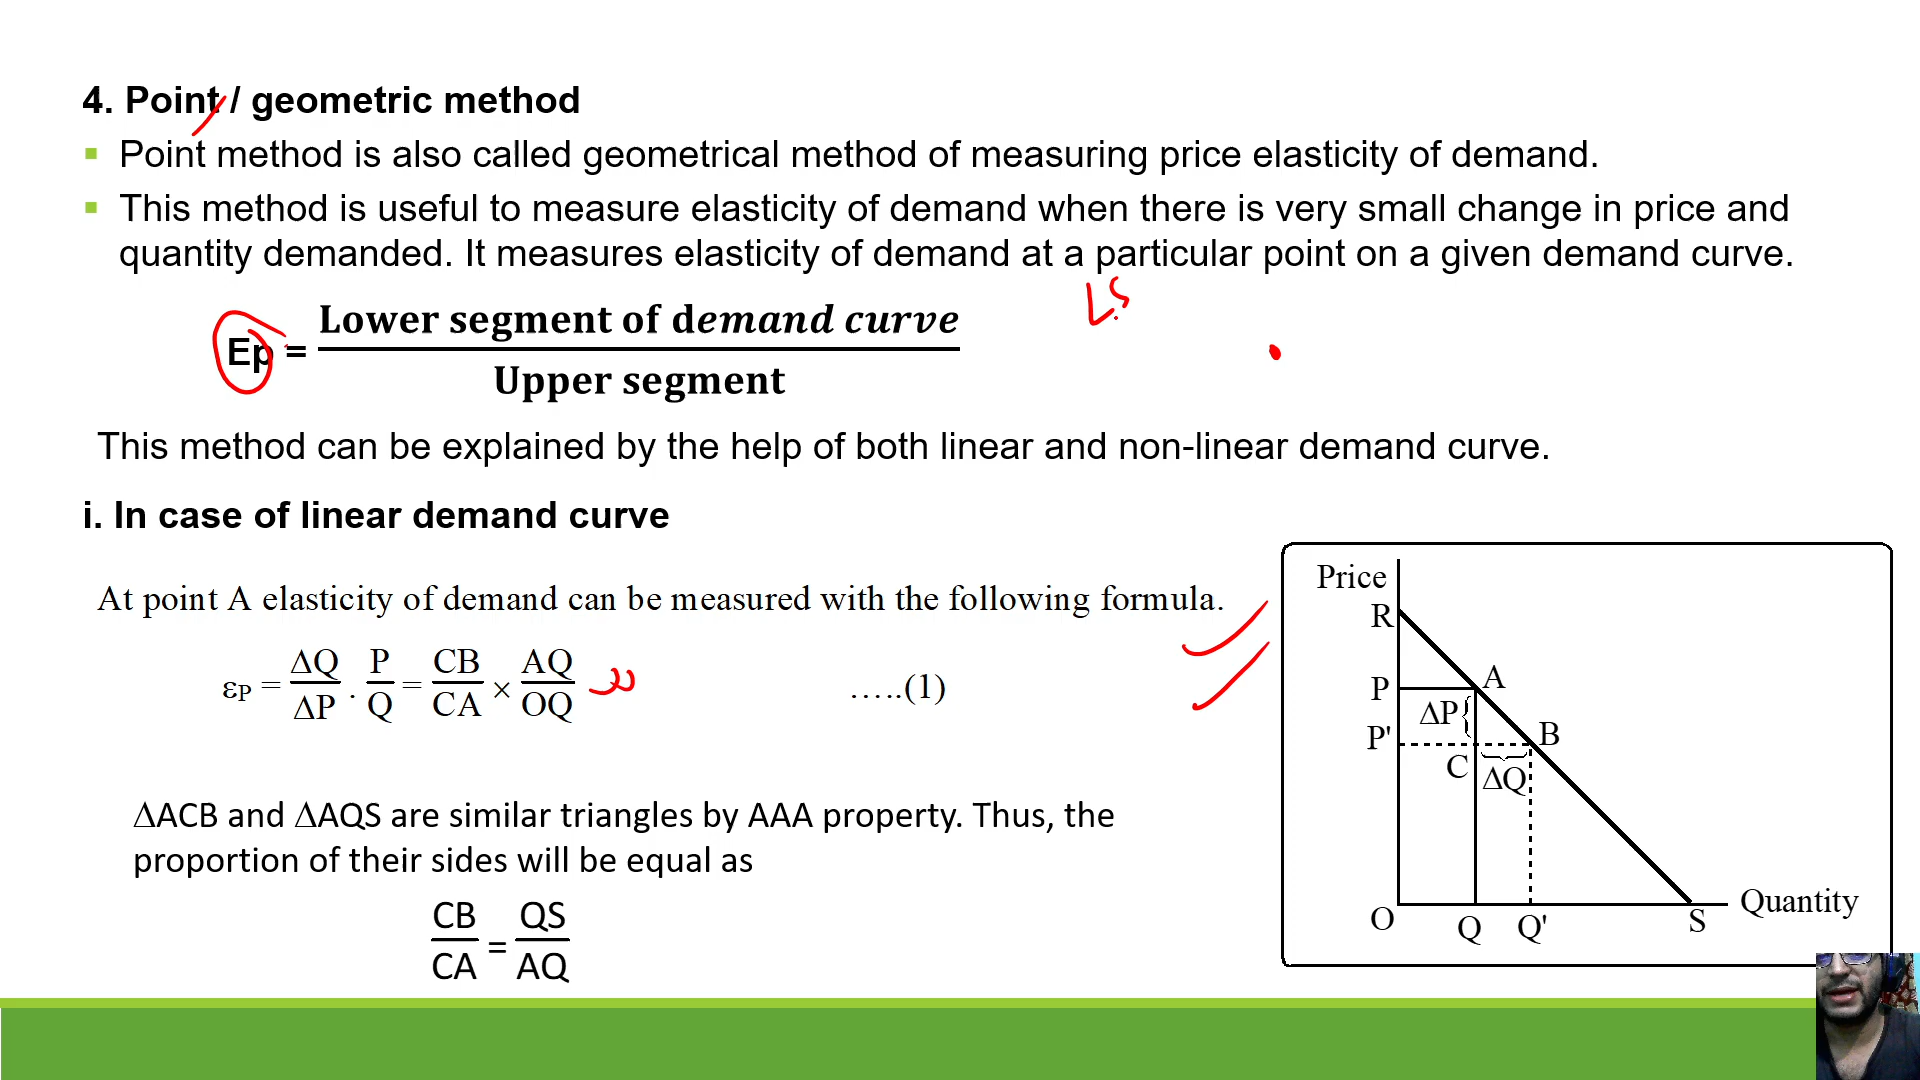 4. Point / geometric method
Point method is also called geometrical method of measuring price elasticity of demand.
This method is useful to measure elasticity of demand when there is very small change in price and
quantity demanded. It measures elasticity of demand at a particular point on a given demand curve.
LS
Ep = Lower segment of demand curve / Upper segment
This method can be explained by the help of both linear and non-linear demand curve.
i. In case of linear demand curve
At point A elasticity of demand can be measured with the following formula.
εP = ΔQ/ΔP . P/Q = CB/CA × AQ/OQ …..(1)
ΔACB and ΔAQS are similar triangles by AAA property. Thus, the
proportion of their sides will be equal as
CB/CA = QS/AQ
Price
R
P A
ΔP
P' B
C ΔQ
O Q Q' S Quantity